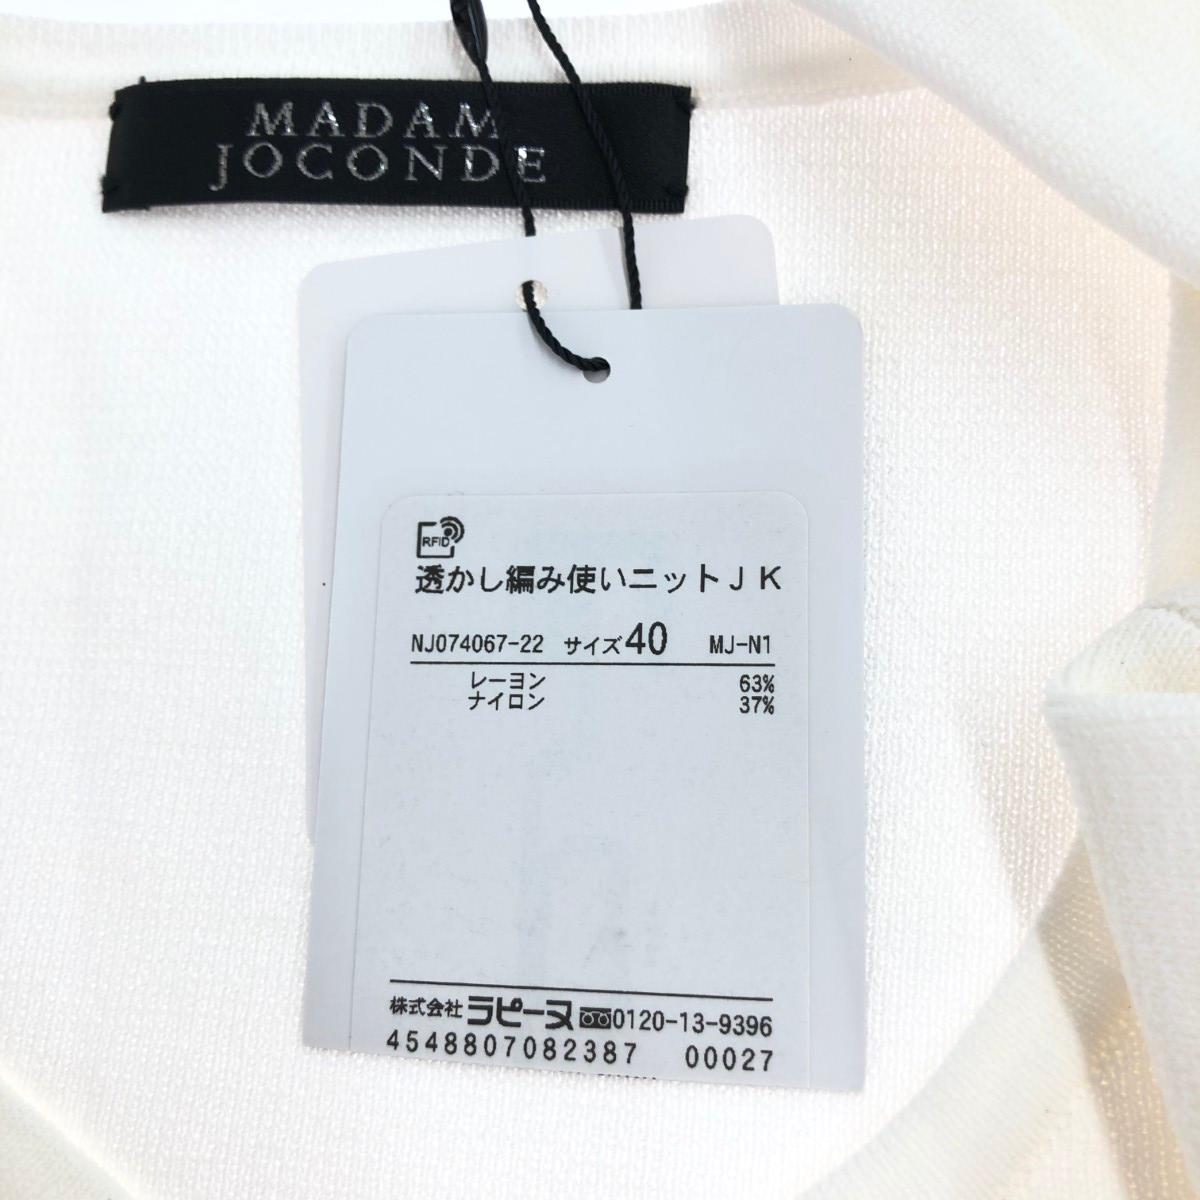 MADAM
JOCONDE
RFID
透かし編み使いニットJK
NJ074067-22 サイズ40 MJ-N1
レーヨン 63%
ナイロン 37%
株式会社ラピーヌ 0120-13-9396
4548807082387 00027